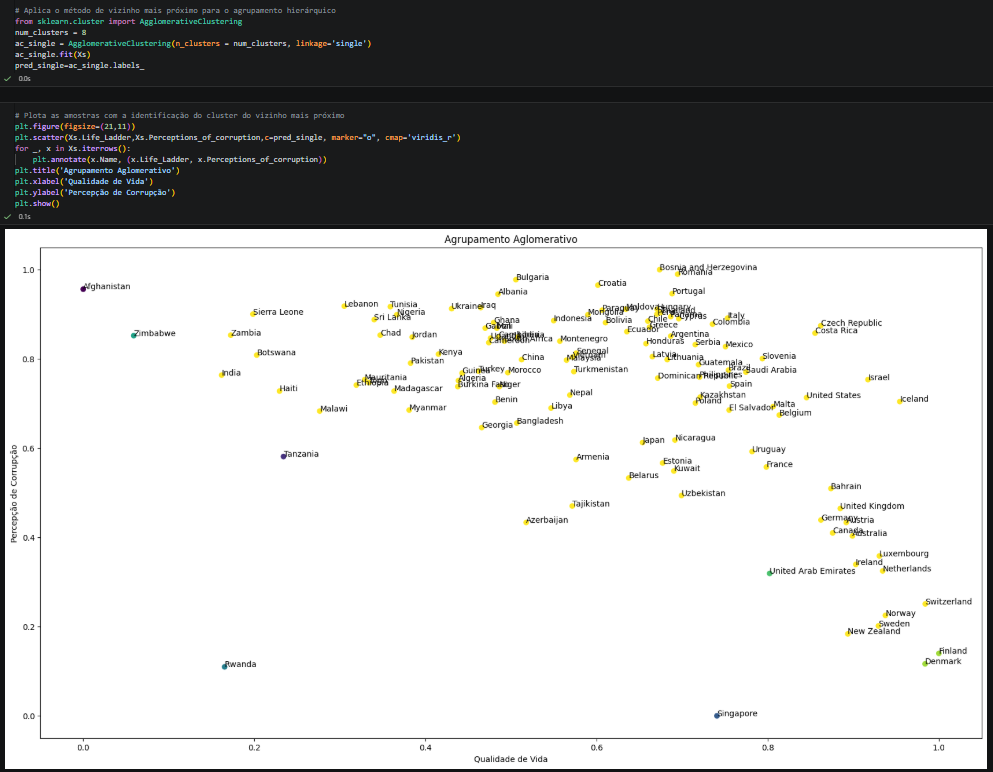 # Aplica o método de vizinho mais próximo para o agrupamento hierárquico
from sklearn.cluster import AgglomerativeClustering
num_clusters = 8
ac_single = AgglomerativeClustering(n_clusters = num_clusters, linkage='single')
ac_single.fit(Xs)
pred_single=ac_single.labels_
0.0s
# Plota as amostras com a identificação do cluster do vizinho mais próximo
plt.figure(figsize=(21,11))
plt.scatter(Xs.Life_Ladder,Xs.Perceptions_of_corruption,c=pred_single, marker="o", cmap='viridis_r')
for _, x in Xs.iterrows():
plt.annotate(x.Name, (x.Life_Ladder, x.Perceptions_of_corruption))
plt.title('Agrupamento Aglomerativo')
plt.xlabel('Qualidade de Vida')
plt.ylabel('Percepção de Corrupção')
plt.show()
0.1s
Agrupamento Aglomerativo
1.0
Bosnia and Herzegovina
Romania
Bulgaria
Croatia
Afghanistan
Albania
Portugal
Lebanon
Tunisia
Ukraine
Iraq
Paraguay
Moldova
Hungary
Sierra Leone
Nigeria
Mongolia
Sri Lanka
Ghana
Indonesia
Bolivia
Chile
Cyprus
Italy
Colombia
Greece
Czech Republic
Zimbabwe
Zambia
Chad
Jordan
Ecuador
Argentina
Costa Rica
Cameroon
Montenegro
Honduras
Serbia
Mexico
Botswana
Kenya
Senegal
0.8
Pakistan
China
Malaysia
Latvia
Lithuania
Slovenia
Guatemala
India
Guinea
Turkey
Morocco
Turkmenistan
Brazil
Saudi Arabia
Mauritania
Ethiopia
Algeria
Dominican Republic
Philippines
Israel
Haiti
Madagascar
Burkina Faso
Niger
Spain
Nepal
Kazakhstan
United States
Benin
Poland
Iceland
Malawi
Myanmar
Libya
El Salvador
Malta
Belgium
Georgia
Bangladesh
Japan
Nicaragua
0.6
Tanzania
Armenia
Estonia
Uruguay
France
Kuwait
Belarus
Bahrain
Uzbekistan
Tajikistan
United Kingdom
Azerbaijan
Germany
Austria
0.4
Canada
Australia
Luxembourg
Ireland
United Arab Emirates
Netherlands
Switzerland
Norway
0.2
Sweden
New Zealand
Finland
Rwanda
Denmark
0.0
Singapore
Percepção de Corrupção
0.0
0.2
0.4
0.6
0.8
1.0
Qualidade de Vida